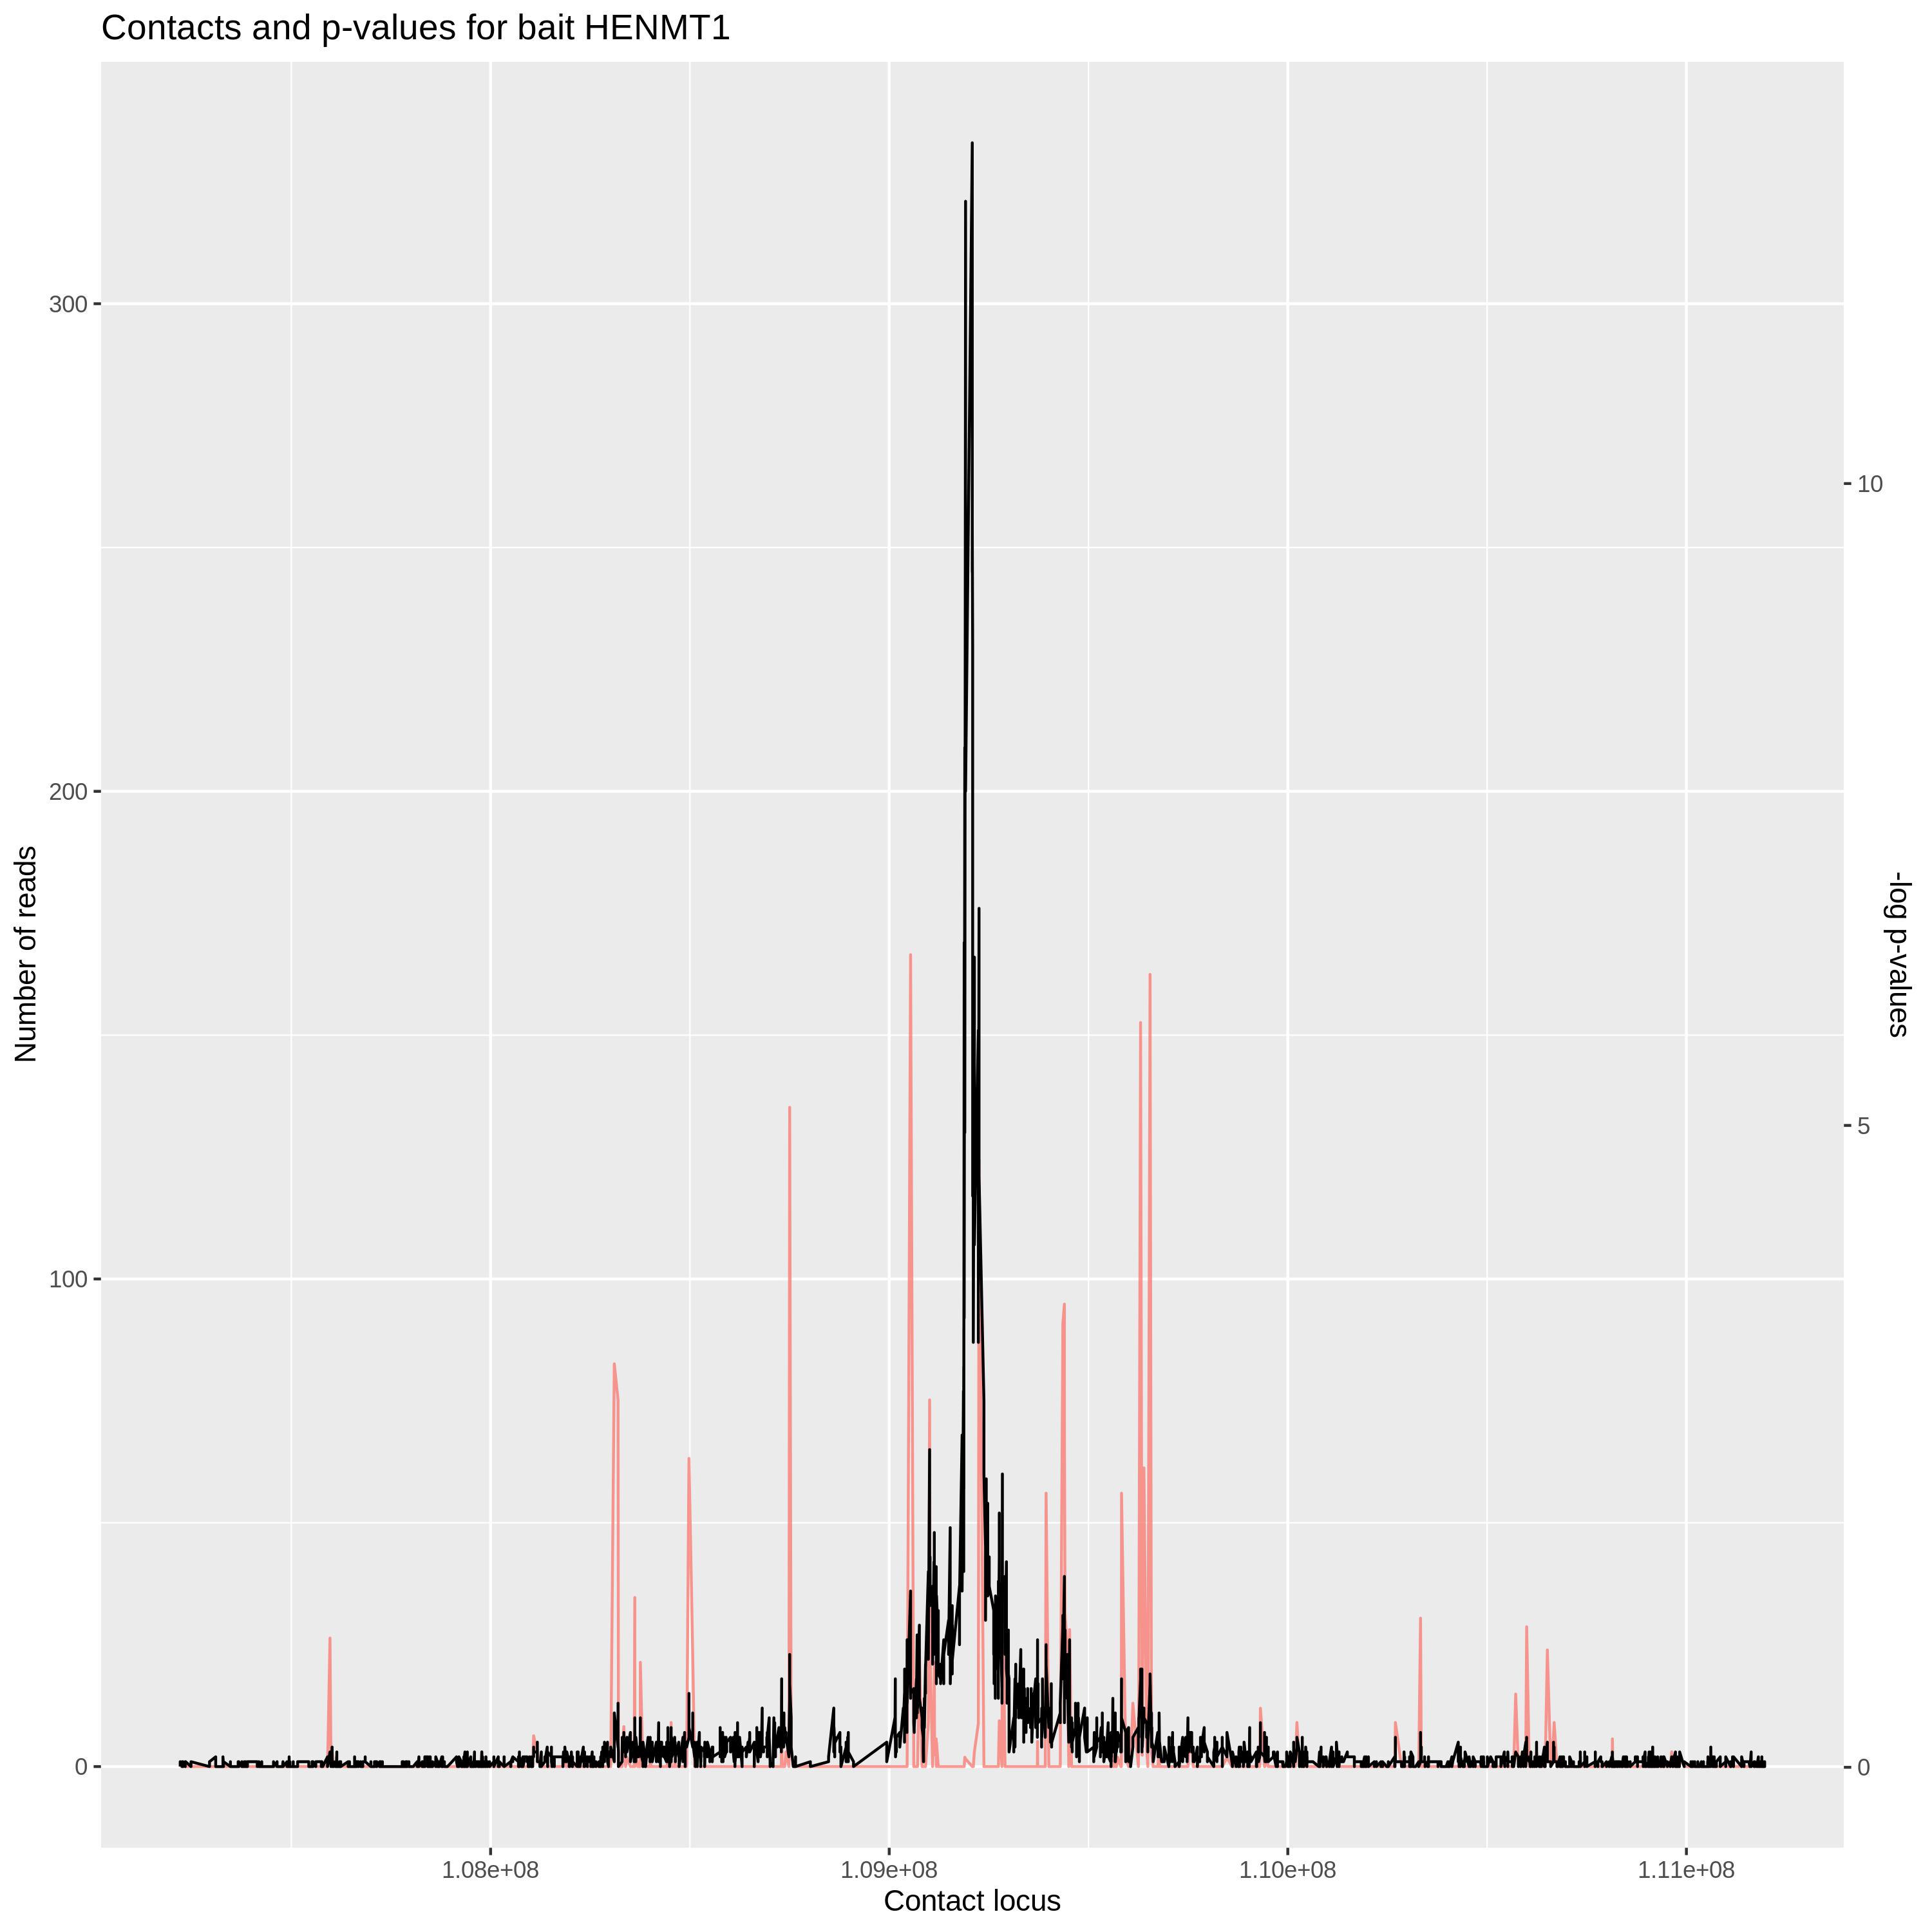 Contacts and p-values for bait HENMT1
300
200
100
0
Number of reads
10
5
0
-log p-values
1.08e+08
1.09e+08
1.10e+08
1.11e+08
Contact locus